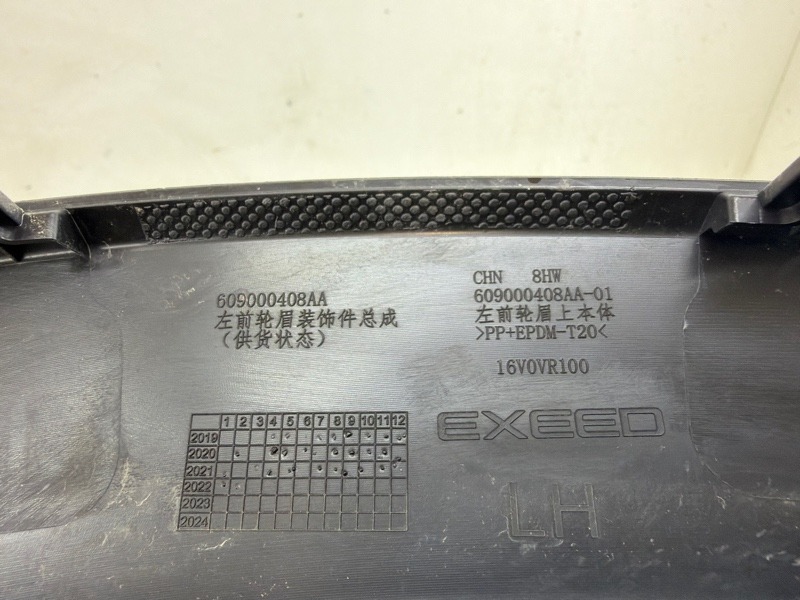 609000408AA
左前轮眉装饰件总成
(供货状态)
CHN 8HW
609000408AA-01
左前轮眉上本体
>PP+EPDM-T20<
16V0VR100
1 2 3 4 5 6 7 8 9 10 11 12
2019
2020
2021
2022
2023
2024
EXEED
LH